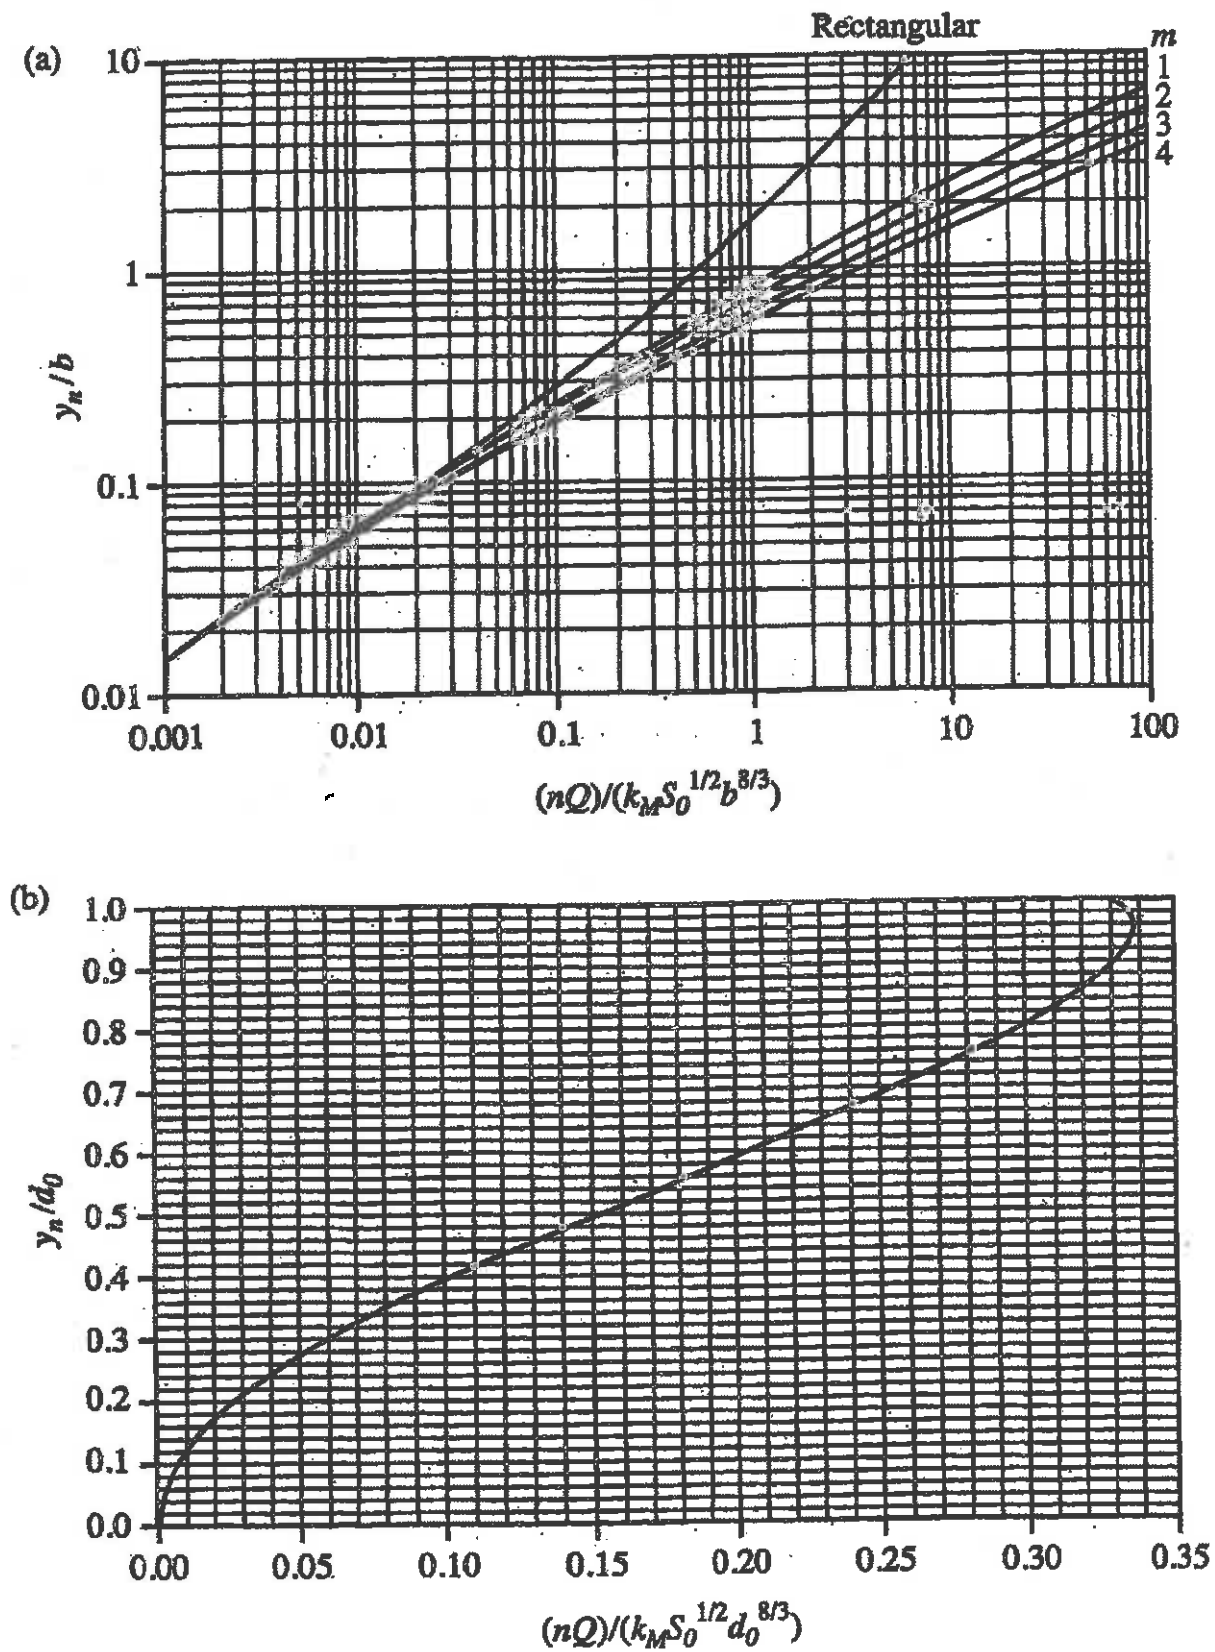 Rectangular
(a)
m
10
1
2
3
4
1
0.1
0.01
yₙ/b
0.001 0.01 0.1 1 10 100
(nQ)/(k_M S_0^{1/2} b^{8/3})
(b)
1.0
0.9
0.8
0.7
0.6
0.5
0.4
0.3
0.2
0.1
0.0
yₙ/d₀
0.00 0.05 0.10 0.15 0.20 0.25 0.30 0.35
(nQ)/(k_M S_0^{1/2} d_0^{8/3})